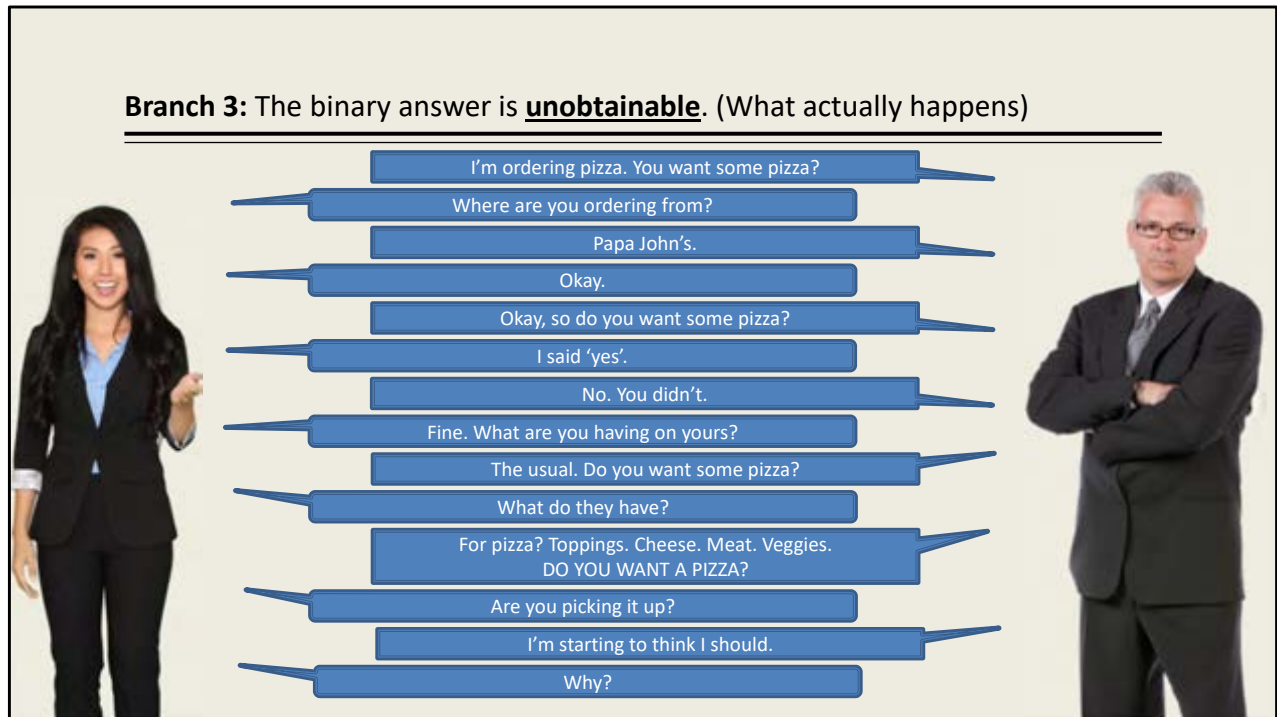 Branch 3: The binary answer is unobtainable. (What actually happens)
I’m ordering pizza. You want some pizza?
Where are you ordering from?
Papa John’s.
Okay.
Okay, so do you want some pizza?
I said ‘yes’.
No. You didn’t.
Fine. What are you having on yours?
The usual. Do you want some pizza?
What do they have?
For pizza? Toppings. Cheese. Meat. Veggies.
DO YOU WANT A PIZZA?
Are you picking it up?
I’m starting to think I should.
Why?